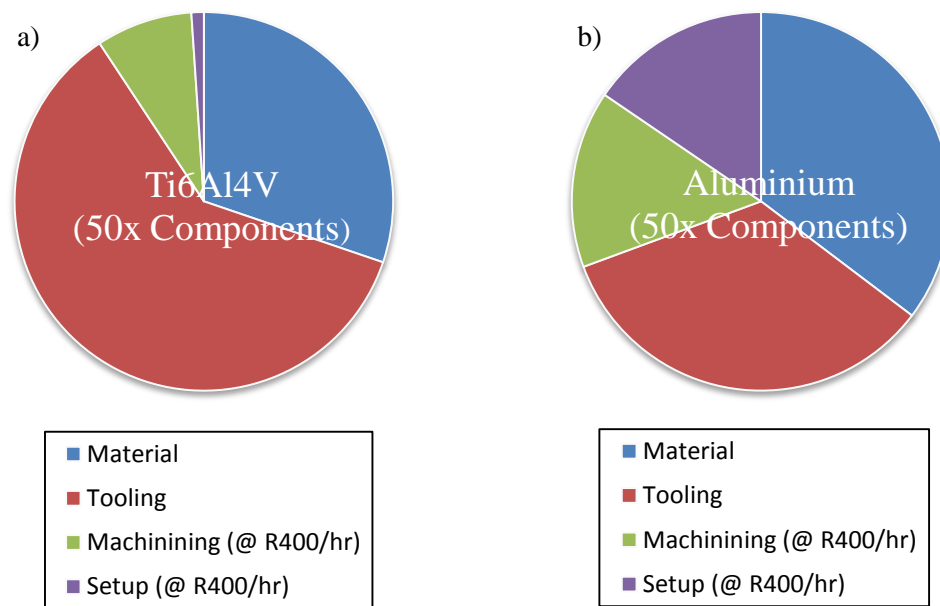 a)
Ti6Al4V
(50x Components)
Material
Tooling
Machinining (@ R400/hr)
Setup (@ R400/hr)
b)
Aluminium
(50x Components)
Material
Tooling
Machinining (@ R400/hr)
Setup (@ R400/hr)